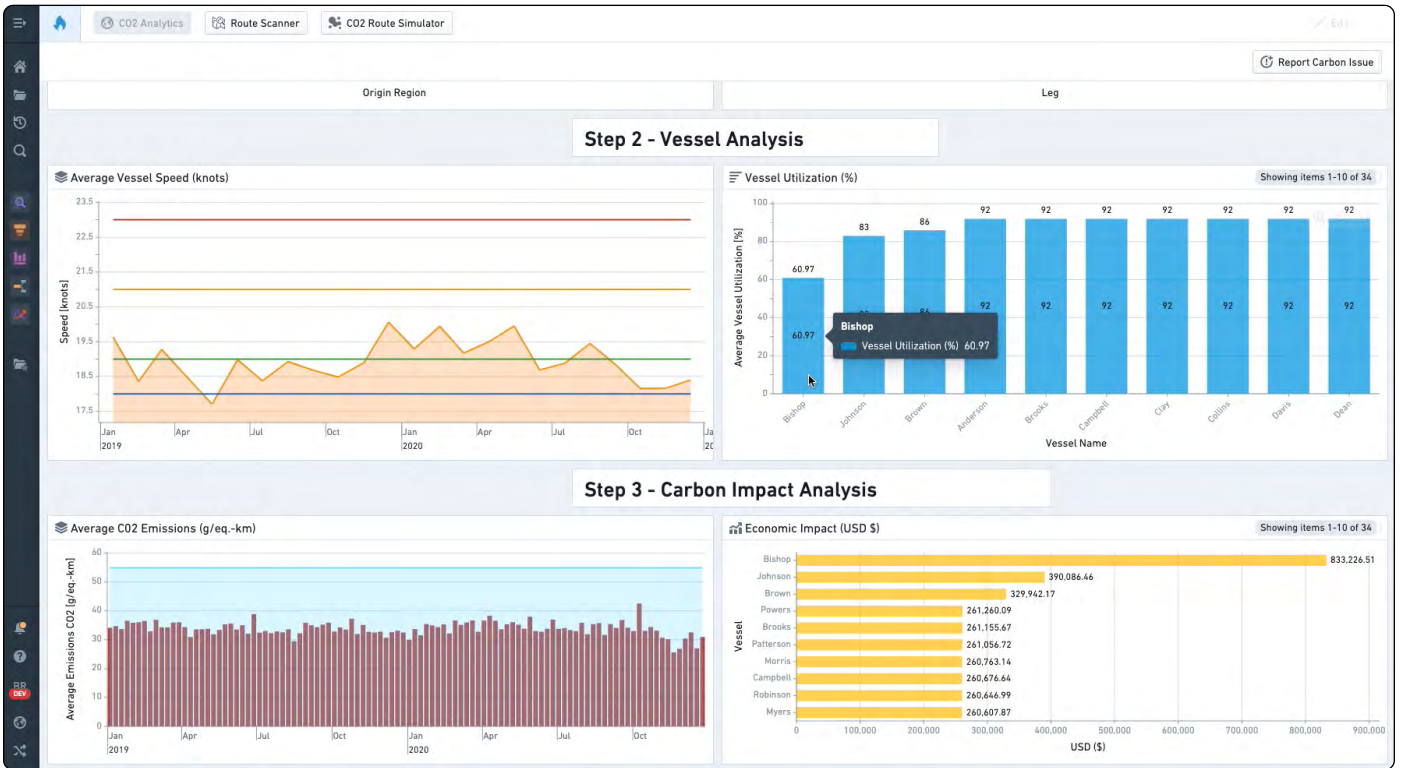 CO2 Analytics
Route Scanner
CO2 Route Simulator
Report Carbon Issue
Origin Region
Leg
Step 2 - Vessel Analysis
Average Vessel Speed (knots)
23.5
22.5
21.5
20.5
19.5
18.5
17.5
Speed [knots]
Jan
Apr
Jul
Oct
Jan
Apr
Jul
Oct
Ja
2019
2020
20
Vessel Utilization (%)
Showing items 1-10 of 34
100
80
60
40
20
0
Average Vessel Utilization [%]
60.97
83
86
92
92
92
92
92
92
92
60.97
86
92
92
92
92
92
92
92
Bishop
Vessel Utilization (%) 60.97
Bishop
Johnson
Brown
Anderson
Brooks
Campbell
Clay
Collins
Davis
Dean
Vessel Name
Step 3 - Carbon Impact Analysis
Average CO2 Emissions (g/eq.-km)
60
50
40
30
20
10
0
Average Emissions CO2 [g/eq.-km]
Jan
Apr
Jul
Oct
Jan
Apr
Jul
Oct
2019
2020
Economic Impact (USD $)
Showing items 1-10 of 34
Vessel
Bishop 833,226.51
Johnson 390,086.46
Brown 329,942.17
Powers 261,260.09
Brooks 261,155.67
Patterson 261,056.72
Morris 260,763.14
Campbell 260,676.64
Robinson 260,646.99
Myers 260,607.87
0
100,000
200,000
300,000
400,000
500,000
600,000
700,000
800,000
900,000
USD ($)
BR
DEV